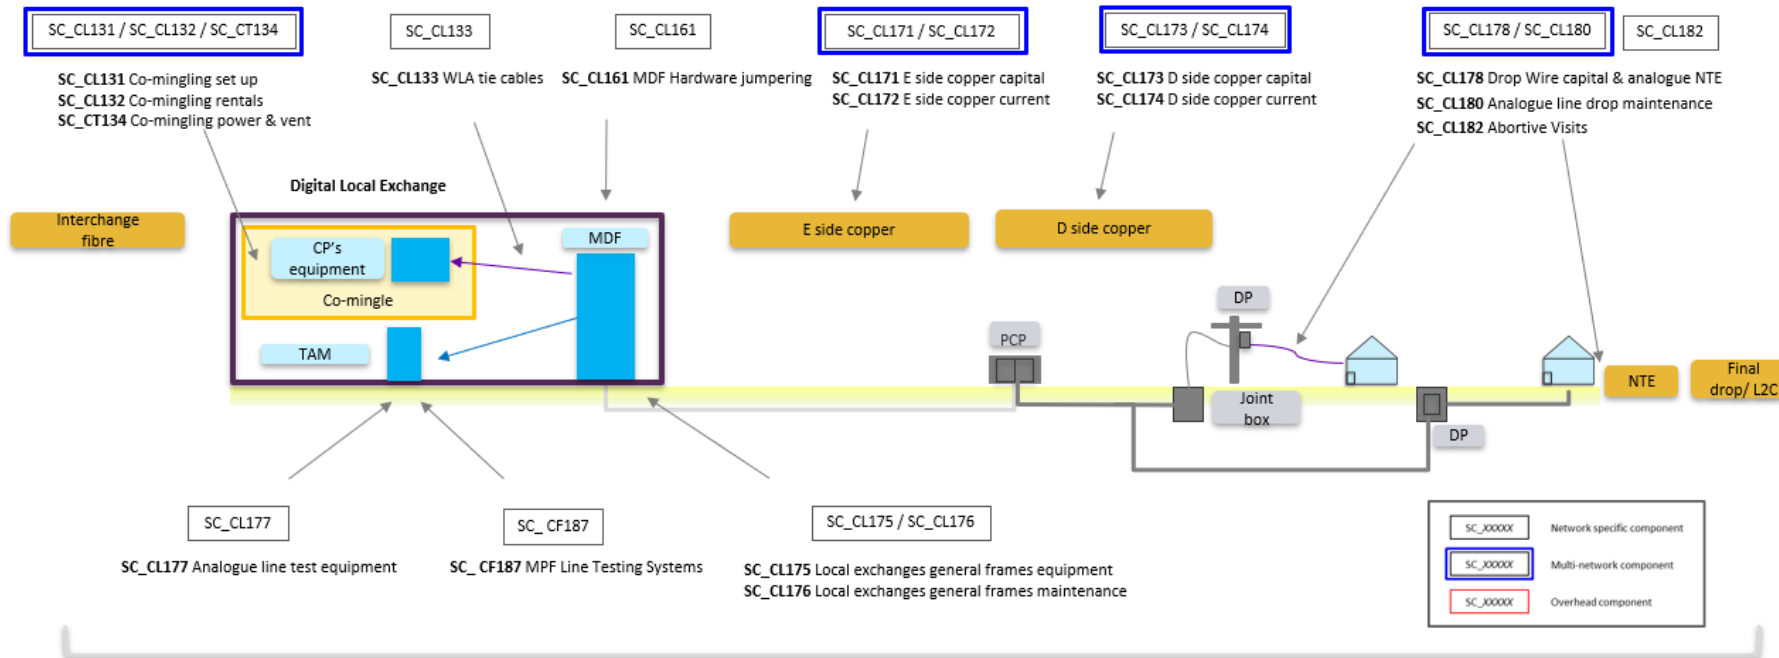 SC_CL131 / SC_CL132 / SC_CT134
SC_CL133
SC_CL161
SC_CL171 / SC_CL172
SC_CL173 / SC_CL174
SC_CL178 / SC_CL180
SC_CL182
SC_CL131 Co-mingling set up
SC_CL132 Co-mingling rentals
SC_CT134 Co-mingling power & vent
SC_CL133 WLA tie cables
SC_CL161 MDF Hardware jumpering
SC_CL171 E side copper capital
SC_CL172 E side copper current
SC_CL173 D side copper capital
SC_CL174 D side copper current
SC_CL178 Drop Wire capital & analogue NTE
SC_CL180 Analogue line drop maintenance
SC_CL182 Abortive Visits
Digital Local Exchange
Interchange
fibre
CP's
equipment
Co-mingle
MDF
TAM
E side copper
D side copper
PCP
DP
Joint
box
DP
NTE
Final
drop/ L2C
SC_CL177
SC_ CF187
SC_CL175 / SC_CL176
SC_CL177 Analogue line test equipment
SC_ CF187 MPF Line Testing Systems
SC_CL175 Local exchanges general frames equipment
SC_CL176 Local exchanges general frames maintenance
SC_XXXXX Network specific component
SC_XXXXX Multi-network component
SC_XXXXX Overhead component